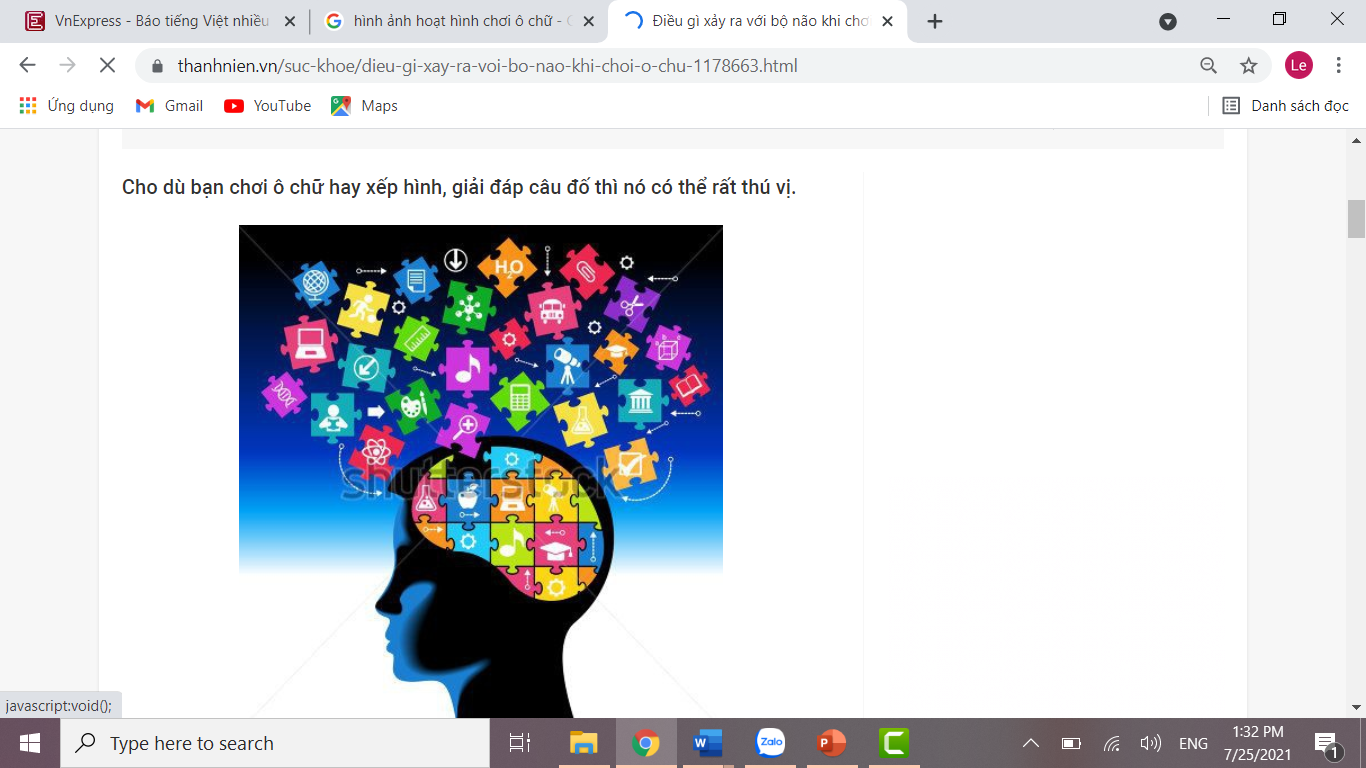 VnExpress - Báo tiếng Việt nhiều
hình ảnh hoạt hình chơi ô chữ - G
Điều gì xảy ra với bộ não khi chơi
thanhnien.vn/suc-khoe/dieu-gi-xay-ra-voi-bo-nao-khi-choi-o-chu-1178663.html
Le
Ứng dụng
Gmail
YouTube
Maps
Danh sách đọc
Cho dù bạn chơi ô chữ hay xếp hình, giải đáp câu đố thì nó có thể rất thú vị.
H2O
shutterstock
javascript:void();
Type here to search
Zalo
ENG
1:32 PM
7/25/2021
1